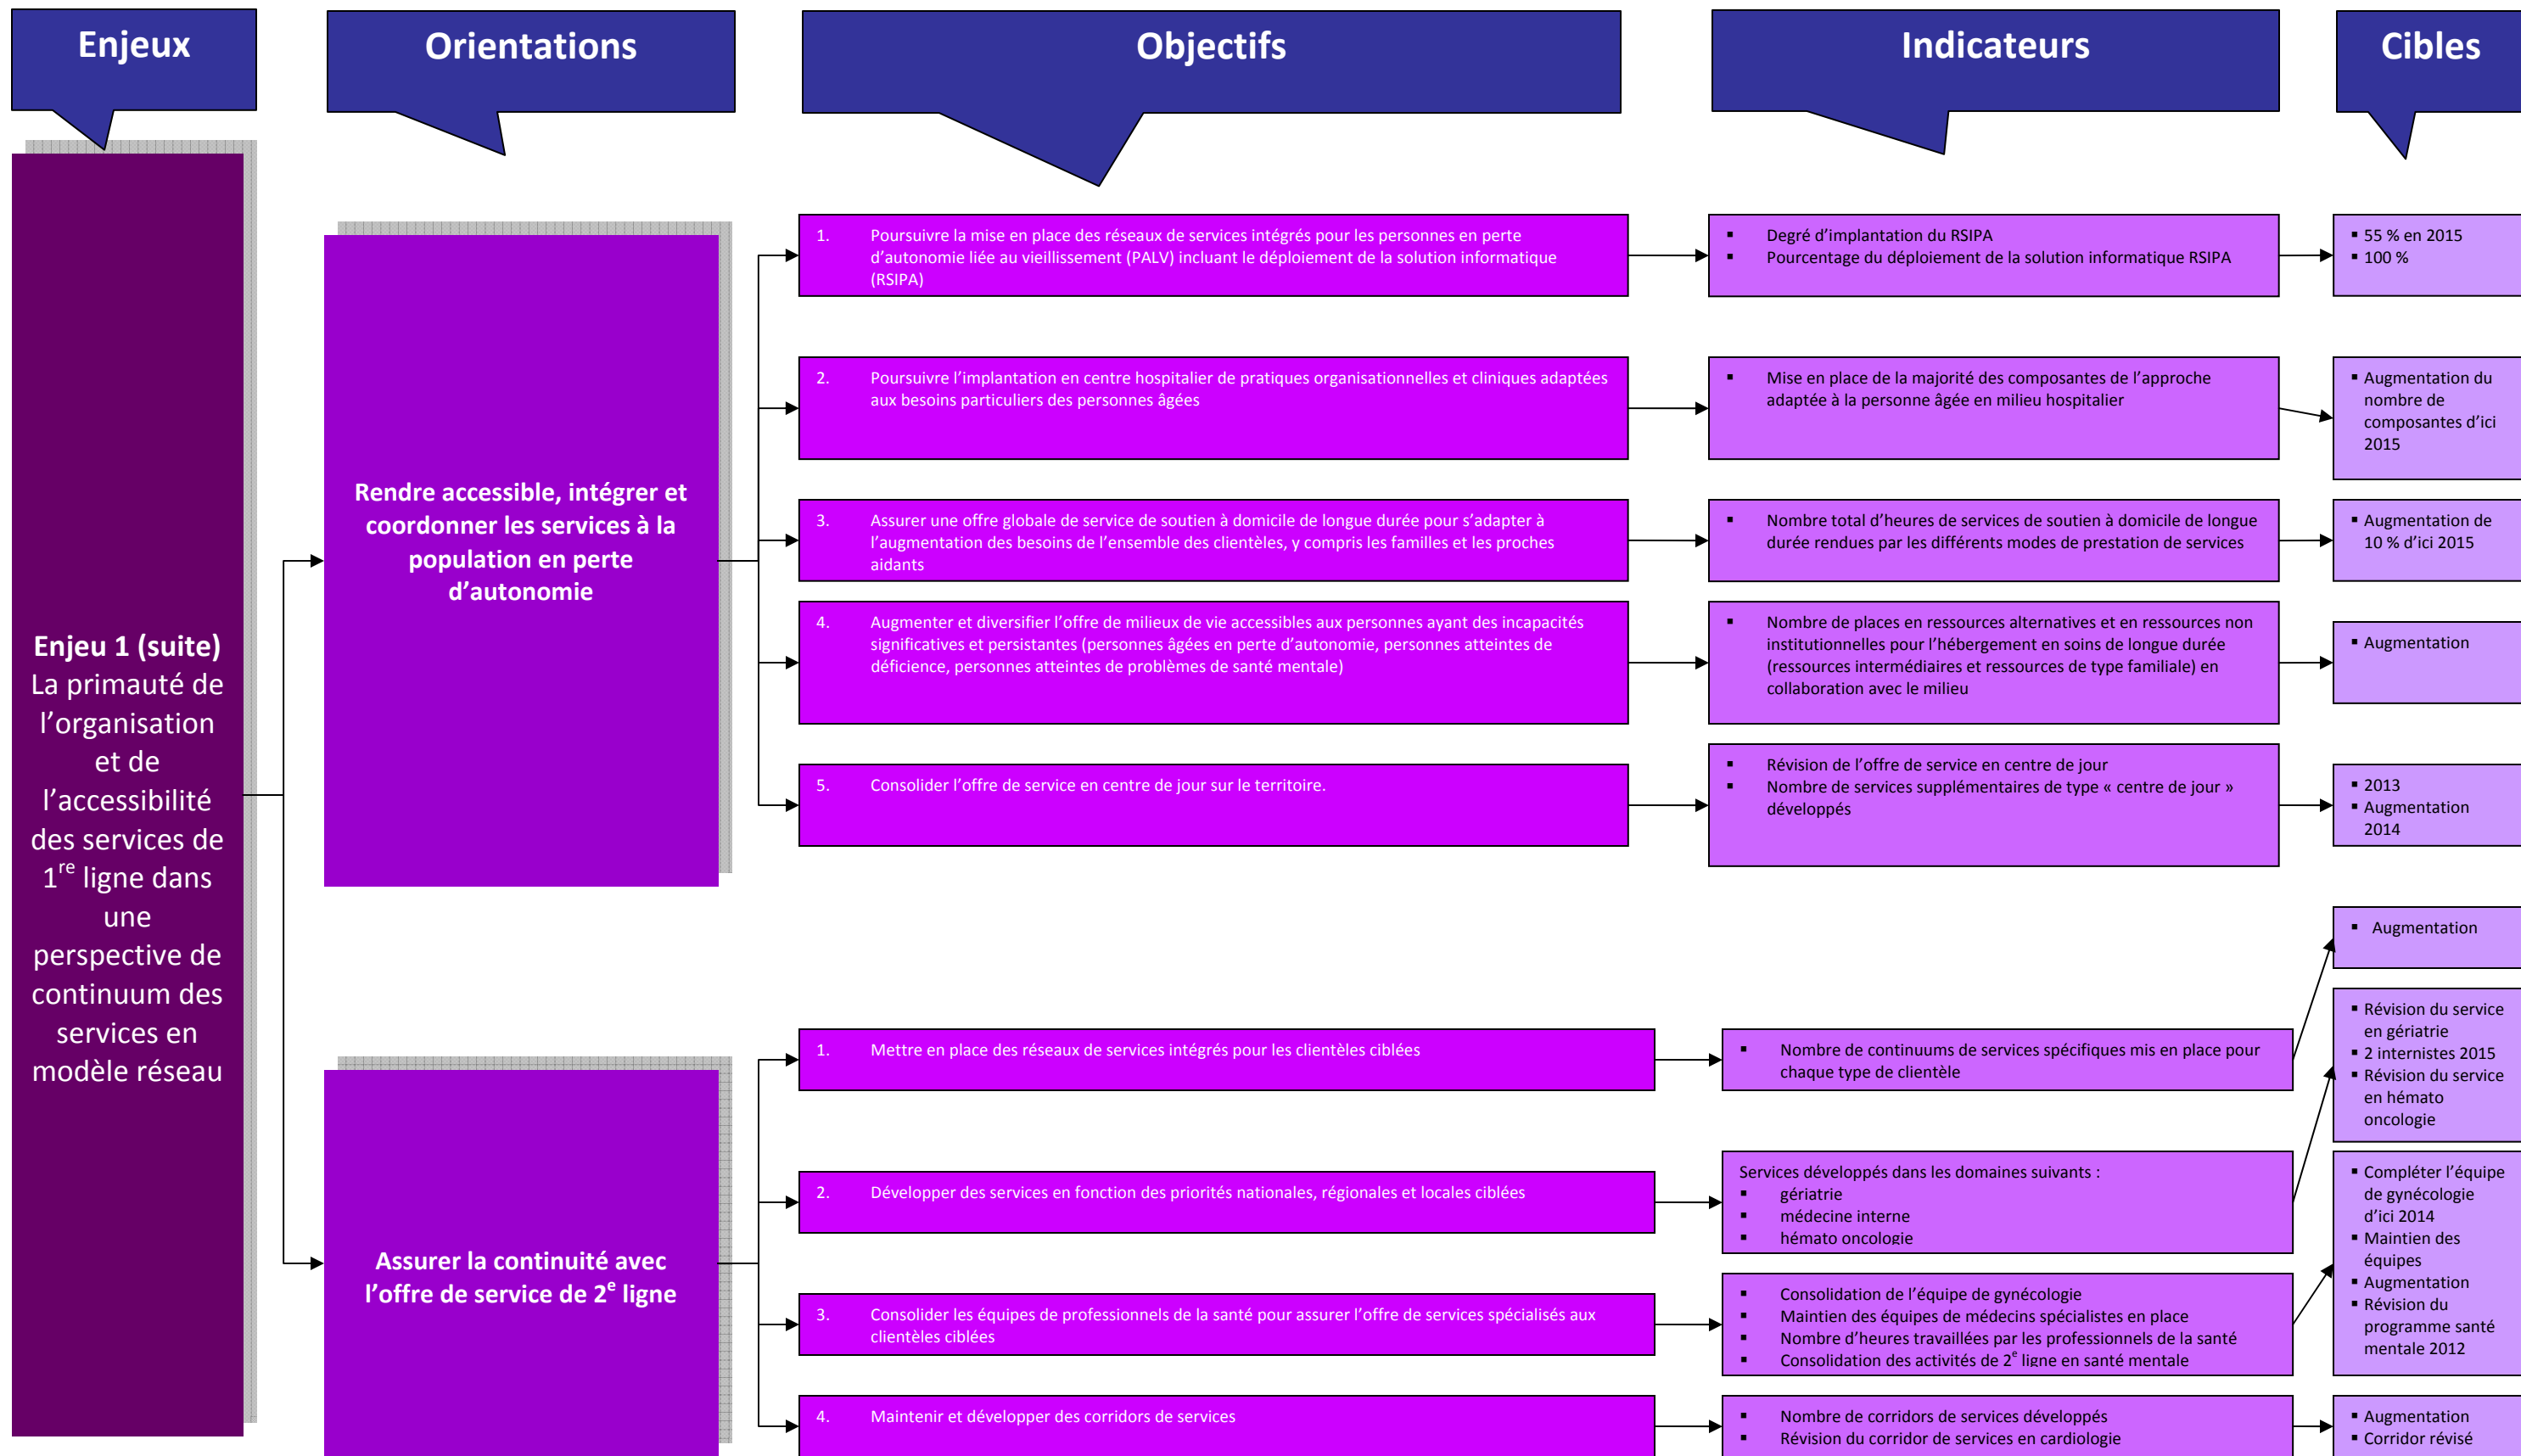 Enjeux
Orientations
Objectifs
Indicateurs
Cibles
Enjeu 1 (suite)
La primauté de
l’organisation
et de
l’accessibilité
des services de
1re ligne dans
une
perspective de
continuum des
services en
modèle réseau
Rendre accessible, intégrer et
coordonner les services à la
population en perte
d’autonomie
1. Poursuivre la mise en place des réseaux de services intégrés pour les personnes en perte
d’autonomie liée au vieillissement (PALV) incluant le déploiement de la solution informatique
(RSIPA)
▪ Degré d’implantation du RSIPA
▪ Pourcentage du déploiement de la solution informatique RSIPA
▪ 55 % en 2015
▪ 100 %
2. Poursuivre l’implantation en centre hospitalier de pratiques organisationnelles et cliniques adaptées
aux besoins particuliers des personnes âgées
▪ Mise en place de la majorité des composantes de l’approche
adaptée à la personne âgée en milieu hospitalier
▪ Augmentation du
nombre de
composantes d’ici
2015
3. Assurer une offre globale de service de soutien à domicile de longue durée pour s’adapter à
l’augmentation des besoins de l’ensemble des clientèles, y compris les familles et les proches
aidants
▪ Nombre total d’heures de services de soutien à domicile de longue
durée rendues par les différents modes de prestation de services
▪ Augmentation de
10 % d’ici 2015
4. Augmenter et diversifier l’offre de milieux de vie accessibles aux personnes ayant des incapacités
significatives et persistantes (personnes âgées en perte d’autonomie, personnes atteintes de
déficience, personnes atteintes de problèmes de santé mentale)
▪ Nombre de places en ressources alternatives et en ressources non
institutionnelles pour l’hébergement en soins de longue durée
(ressources intermédiaires et ressources de type familiale) en
collaboration avec le milieu
▪ Augmentation
5. Consolider l’offre de service en centre de jour sur le territoire.
▪ Révision de l’offre de service en centre de jour
▪ Nombre de services supplémentaires de type « centre de jour »
développés
▪ 2013
▪ Augmentation
2014
Assurer la continuité avec
l’offre de service de 2e ligne
1. Mettre en place des réseaux de services intégrés pour les clientèles ciblées
▪ Nombre de continuums de services spécifiques mis en place pour
chaque type de clientèle
▪ Augmentation
2. Développer des services en fonction des priorités nationales, régionales et locales ciblées
Services développés dans les domaines suivants :
▪ gériatrie
▪ médecine interne
▪ hémato oncologie
▪ Révision du service
en gériatrie
▪ 2 internistes 2015
▪ Révision du service
en hémato
oncologie
3. Consolider les équipes de professionnels de la santé pour assurer l’offre de services spécialisés aux
clientèles ciblées
▪ Consolidation de l’équipe de gynécologie
▪ Maintien des équipes de médecins spécialistes en place
▪ Nombre d’heures travaillées par les professionnels de la santé
▪ Consolidation des activités de 2e ligne en santé mentale
▪ Compléter l’équipe
de gynécologie
d’ici 2014
▪ Maintien des
équipes
▪ Augmentation
▪ Révision du
programme santé
mentale 2012
4. Maintenir et développer des corridors de services
▪ Nombre de corridors de services développés
▪ Révision du corridor de services en cardiologie
▪ Augmentation
▪ Corridor révisé